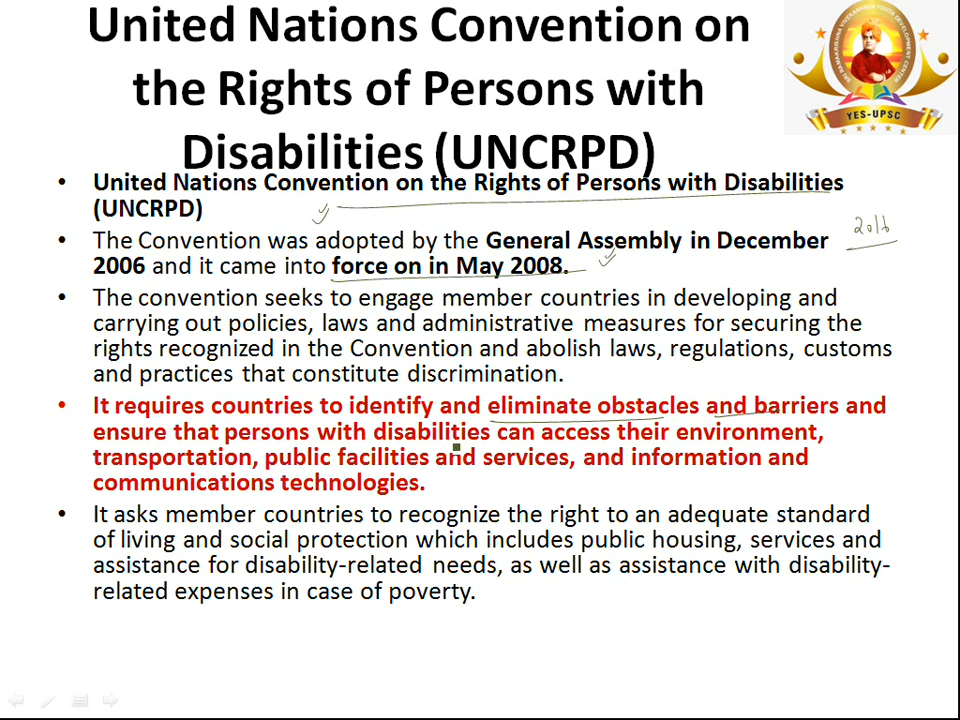 United Nations Convention on
the Rights of Persons with
Disabilities (UNCRPD)
SRI RAMAKRISHNA VIVEKANANDA YOUTH DEVELOPMENT CENTER
YES-UPSC
• United Nations Convention on the Rights of Persons with Disabilities
(UNCRPD)
2016
• The Convention was adopted by the General Assembly in December
2006 and it came into force on in May 2008.
• The convention seeks to engage member countries in developing and
carrying out policies, laws and administrative measures for securing the
rights recognized in the Convention and abolish laws, regulations, customs
and practices that constitute discrimination.
• It requires countries to identify and eliminate obstacles and barriers and
ensure that persons with disabilities can access their environment,
transportation, public facilities and services, and information and
communications technologies.
• It asks member countries to recognize the right to an adequate standard
of living and social protection which includes public housing, services and
assistance for disability-related needs, as well as assistance with disability-
related expenses in case of poverty.